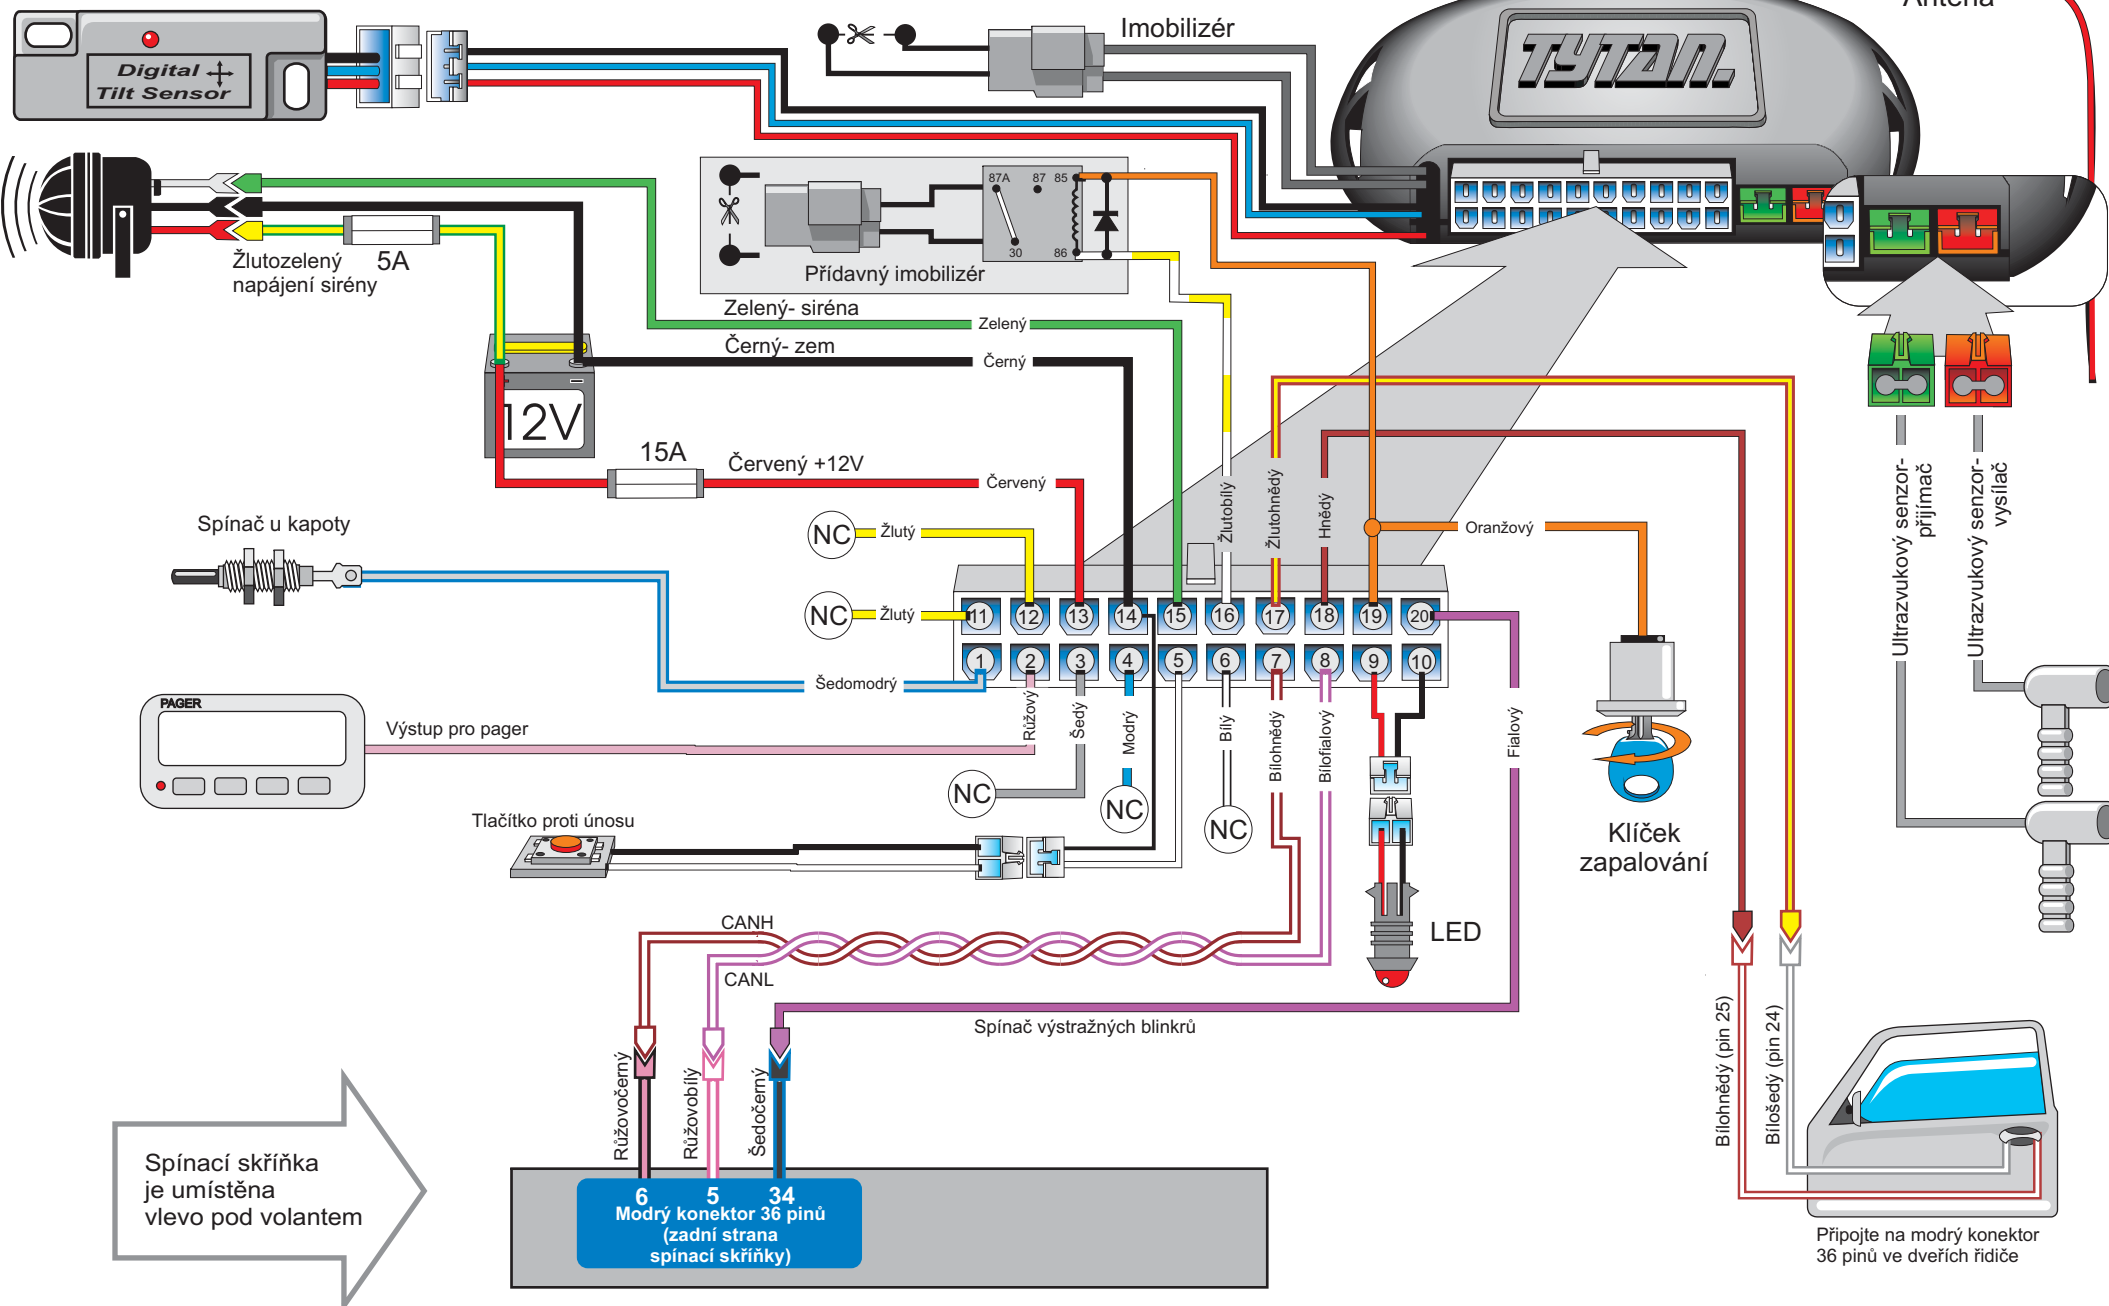 Anténa
Imobilizér
TYTAN.
Digital
Tilt Sensor
87A 87 85
30 86
Přídavný imobilizér
Žlutozelený
napájení sirény
5A
Zelený- siréna
Zelený
Černý- zem
Černý
12V
15A
Červený +12V
Červený
Spínač u kapoty
NC
Žlutý
NC
Žlutý
Žlutobílý
Žlutohnědý
Hnědý
Oranžový
Ultrazvukový senzor-
přijímač
Ultrazvukový senzor-
vysílač
11 12 13 14 15 16 17 18 19 20
1 2 3 4 5 6 7 8 9 10
Šedomodrý
PAGER
Výstup pro pager
Růžový
Šedý
Modrý
Bílý
Bílohnědý
Bílofialový
Fialový
NC
NC
NC
Tlačítko proti únosu
Klíček
zapalování
LED
CANH
CANL
Spínač výstražných blinkrů
Růžovočerný
Růžovobílý
Šedočerný
Bílohnědý (pin 25)
Bílošedý (pin 24)
Spínací skříňka
je umístěna
vlevo pod volantem
6 5 34
Modrý konektor 36 pinů
(zadní strana
spínací skříňky)
Připojte na modrý konektor
36 pinů ve dveřích řidiče